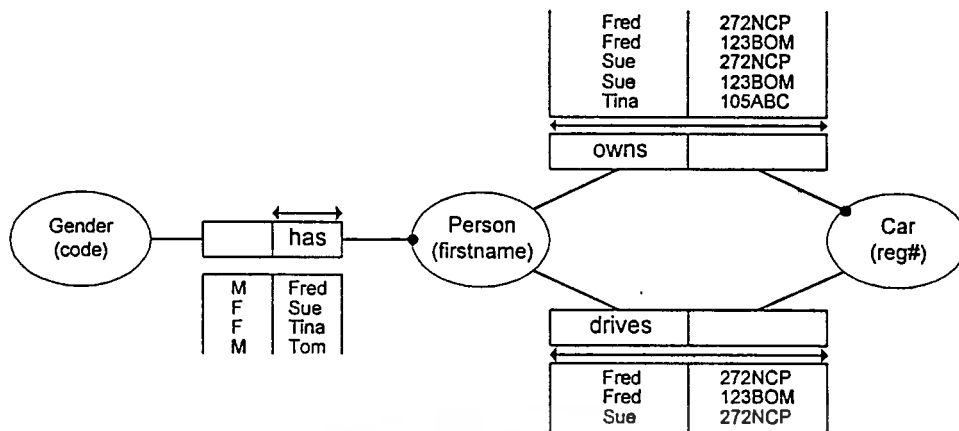 Fred 272NCP
Fred 123BOM
Sue 272NCP
Sue 123BOM
Tina 105ABC
owns
Gender
(code)
has
Person
(firstname)
Car
(reg#)
M Fred
F Sue
F Tina
M Tom
drives
Fred 272NCP
Fred 123BOM
Sue 272NCP